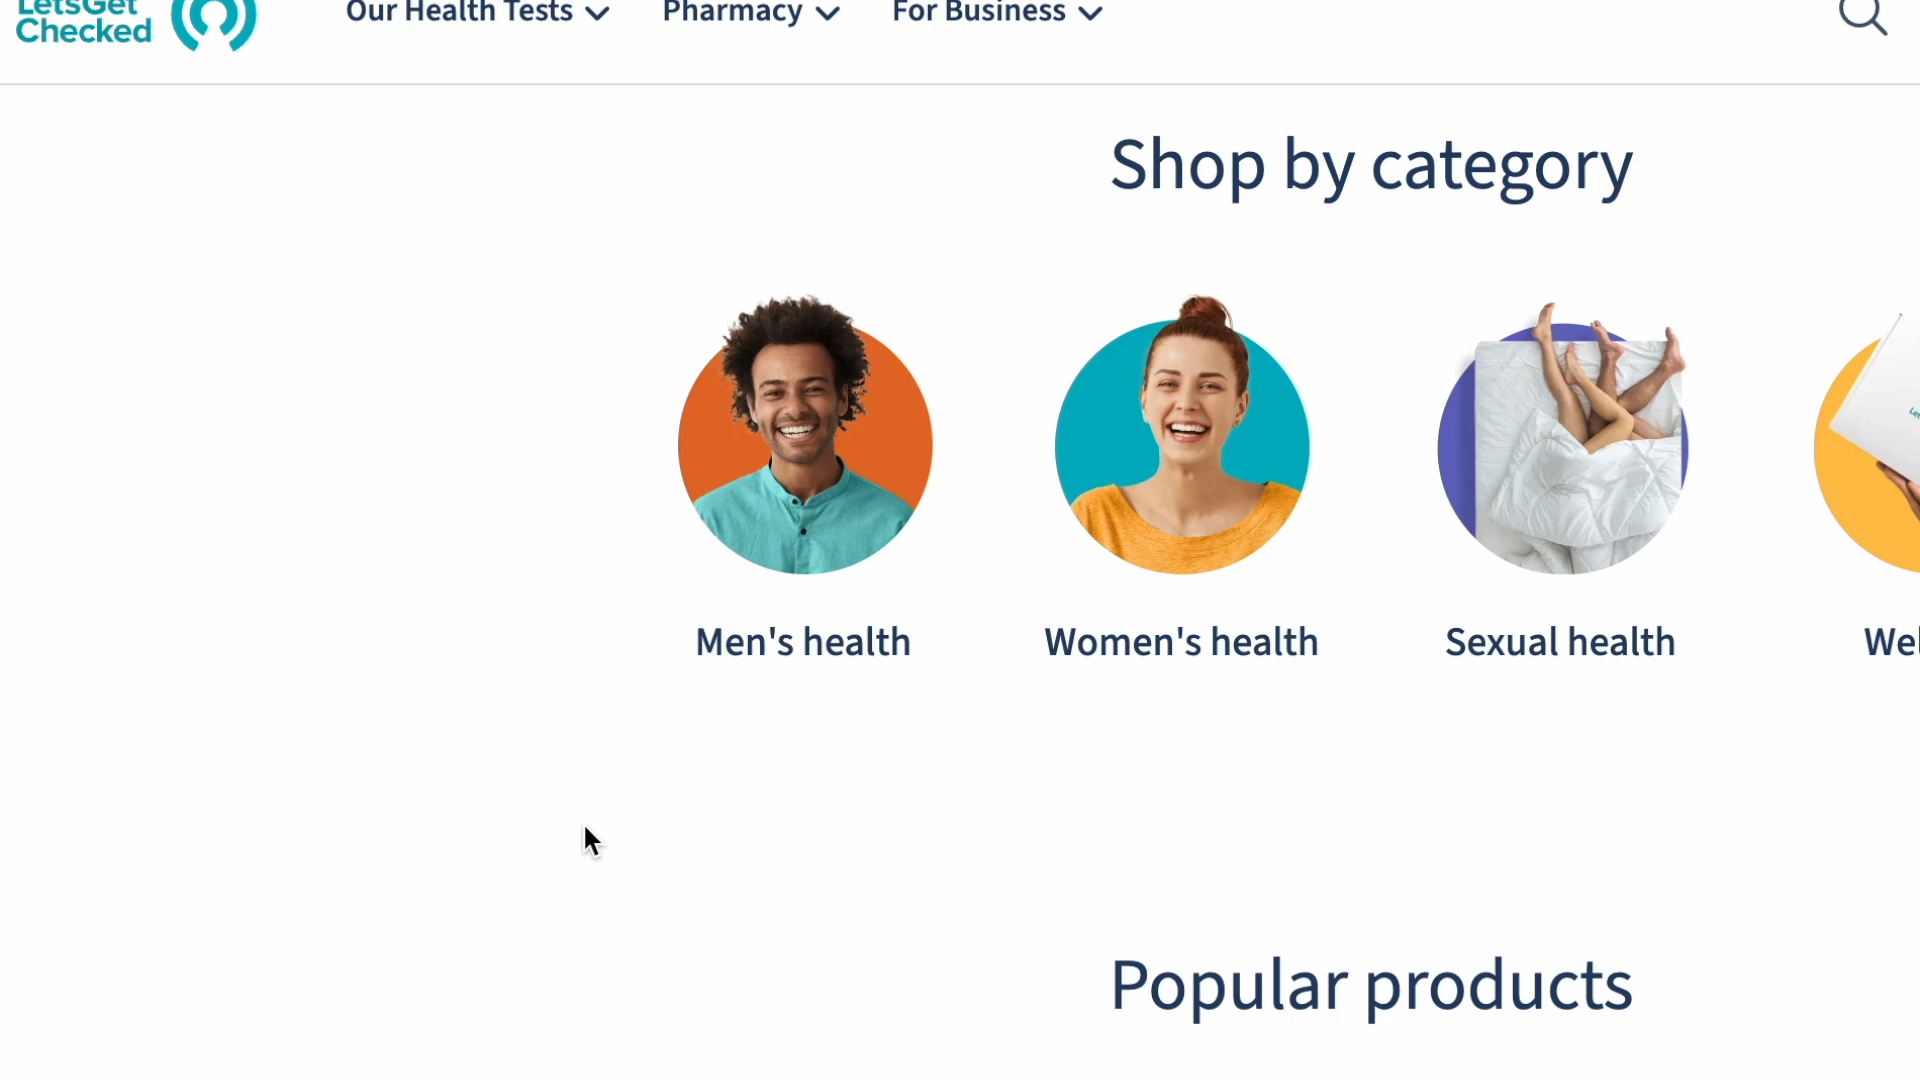 LetsGet
Checked
Our Health Tests
Pharmacy
For Business
Shop by category
Men's health
Women's health
Sexual health
Popular products